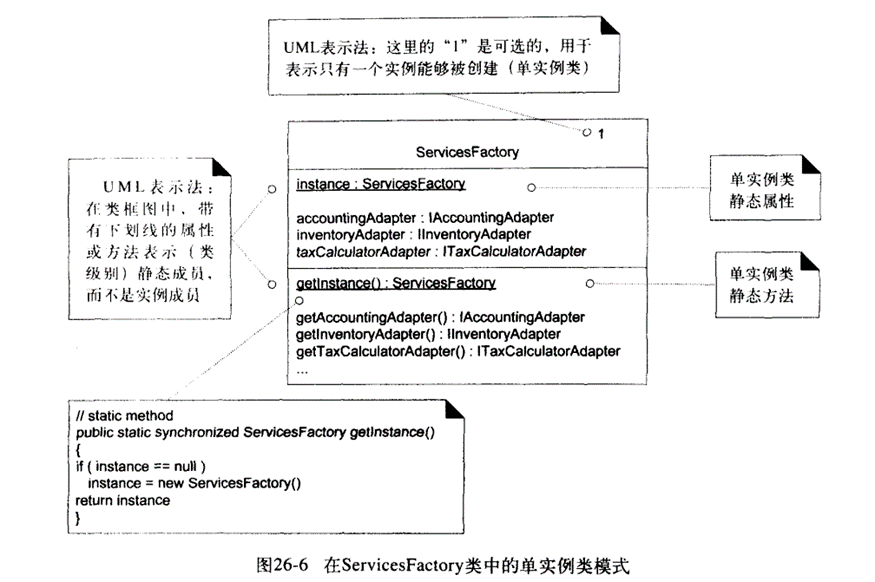 UML表示法：这里的“1”是可选的，用于
表示只有一个实例能够被创建（单实例类）
1
ServicesFactory
UML表示法：
在类框图中，带
有下划线的属性
或方法表示（类
级别）静态成员，
而不是实例成员
instance : ServicesFactory
accountingAdapter : IAccountingAdapter
inventoryAdapter : IInventoryAdapter
taxCalculatorAdapter : ITaxCalculatorAdapter
单实例类
静态属性
getInstance() : ServicesFactory
getAccountingAdapter() : IAccountingAdapter
getInventoryAdapter() : IInventoryAdapter
getTaxCalculatorAdapter() : ITaxCalculatorAdapter
...
单实例类
静态方法
// static method
public static synchronized ServicesFactory getInstance()
{
if ( instance == null )
instance = new ServicesFactory()
return instance
}
图26-6 在ServicesFactory类中的单实例类模式